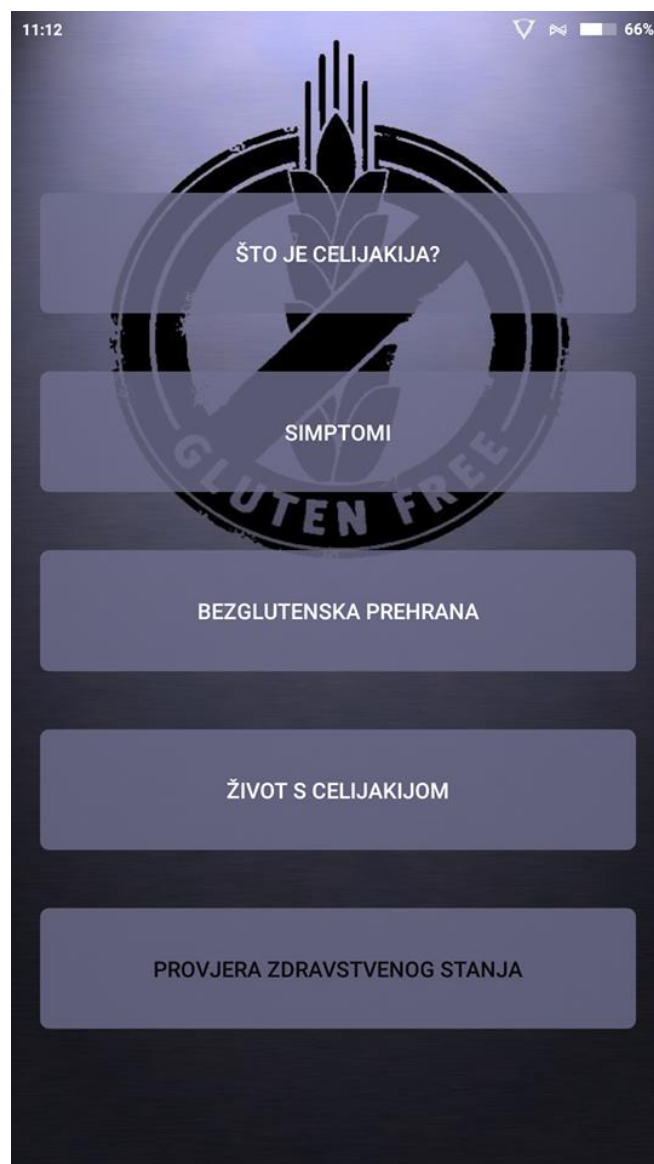 11:12
66%
ŠTO JE CELIJAKIJA?
SIMPTOMI
GLUTEN FREE
BEZGLUTENSKA PREHRANA
ŽIVOT S CELIJAKIJOM
PROVJERA ZDRAVSTVENOG STANJA